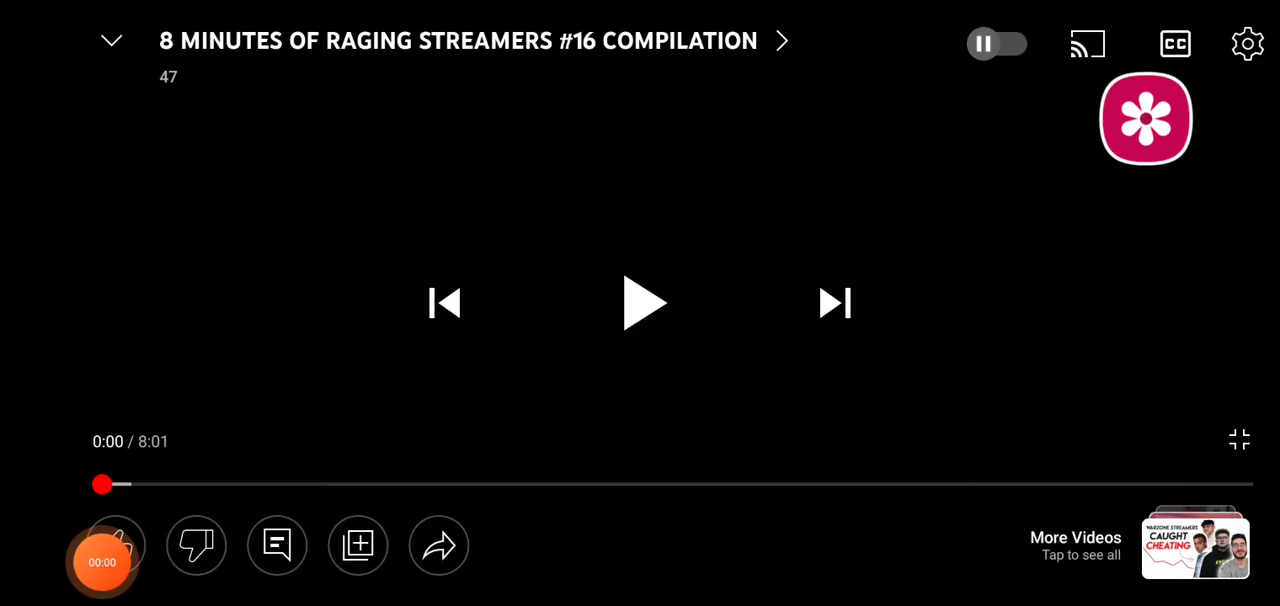 8 MINUTES OF RAGING STREAMERS #16 COMPILATION
47
CC
0:00 / 8:01
00:00
More Videos
Tap to see all
WARZONE STREAMERS
CAUGHT
CHEATING